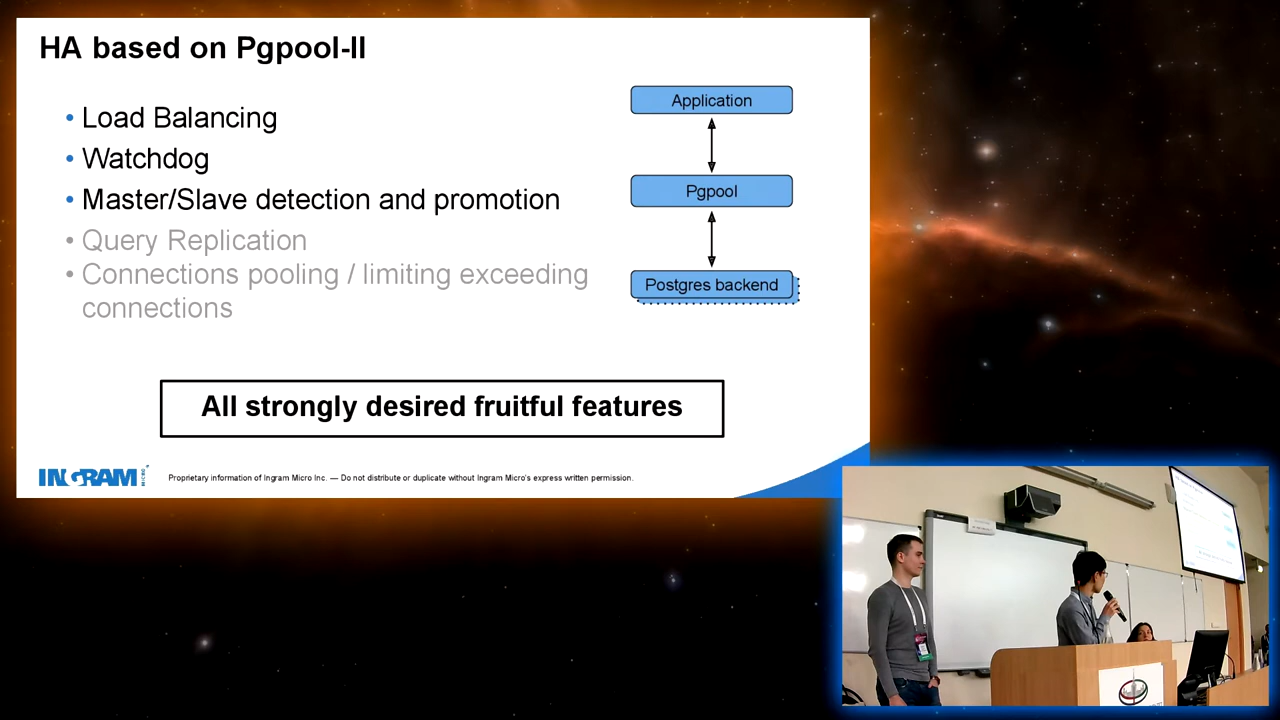 HA based on Pgpool-II
• Load Balancing
• Watchdog
• Master/Slave detection and promotion
• Query Replication
• Connections pooling / limiting exceeding
connections
Application
Pgpool
Postgres backend
All strongly desired fruitful features
INGRAM MICRO
Proprietary information of Ingram Micro Inc. — Do not distribute or duplicate without Ingram Micro's express written permission.